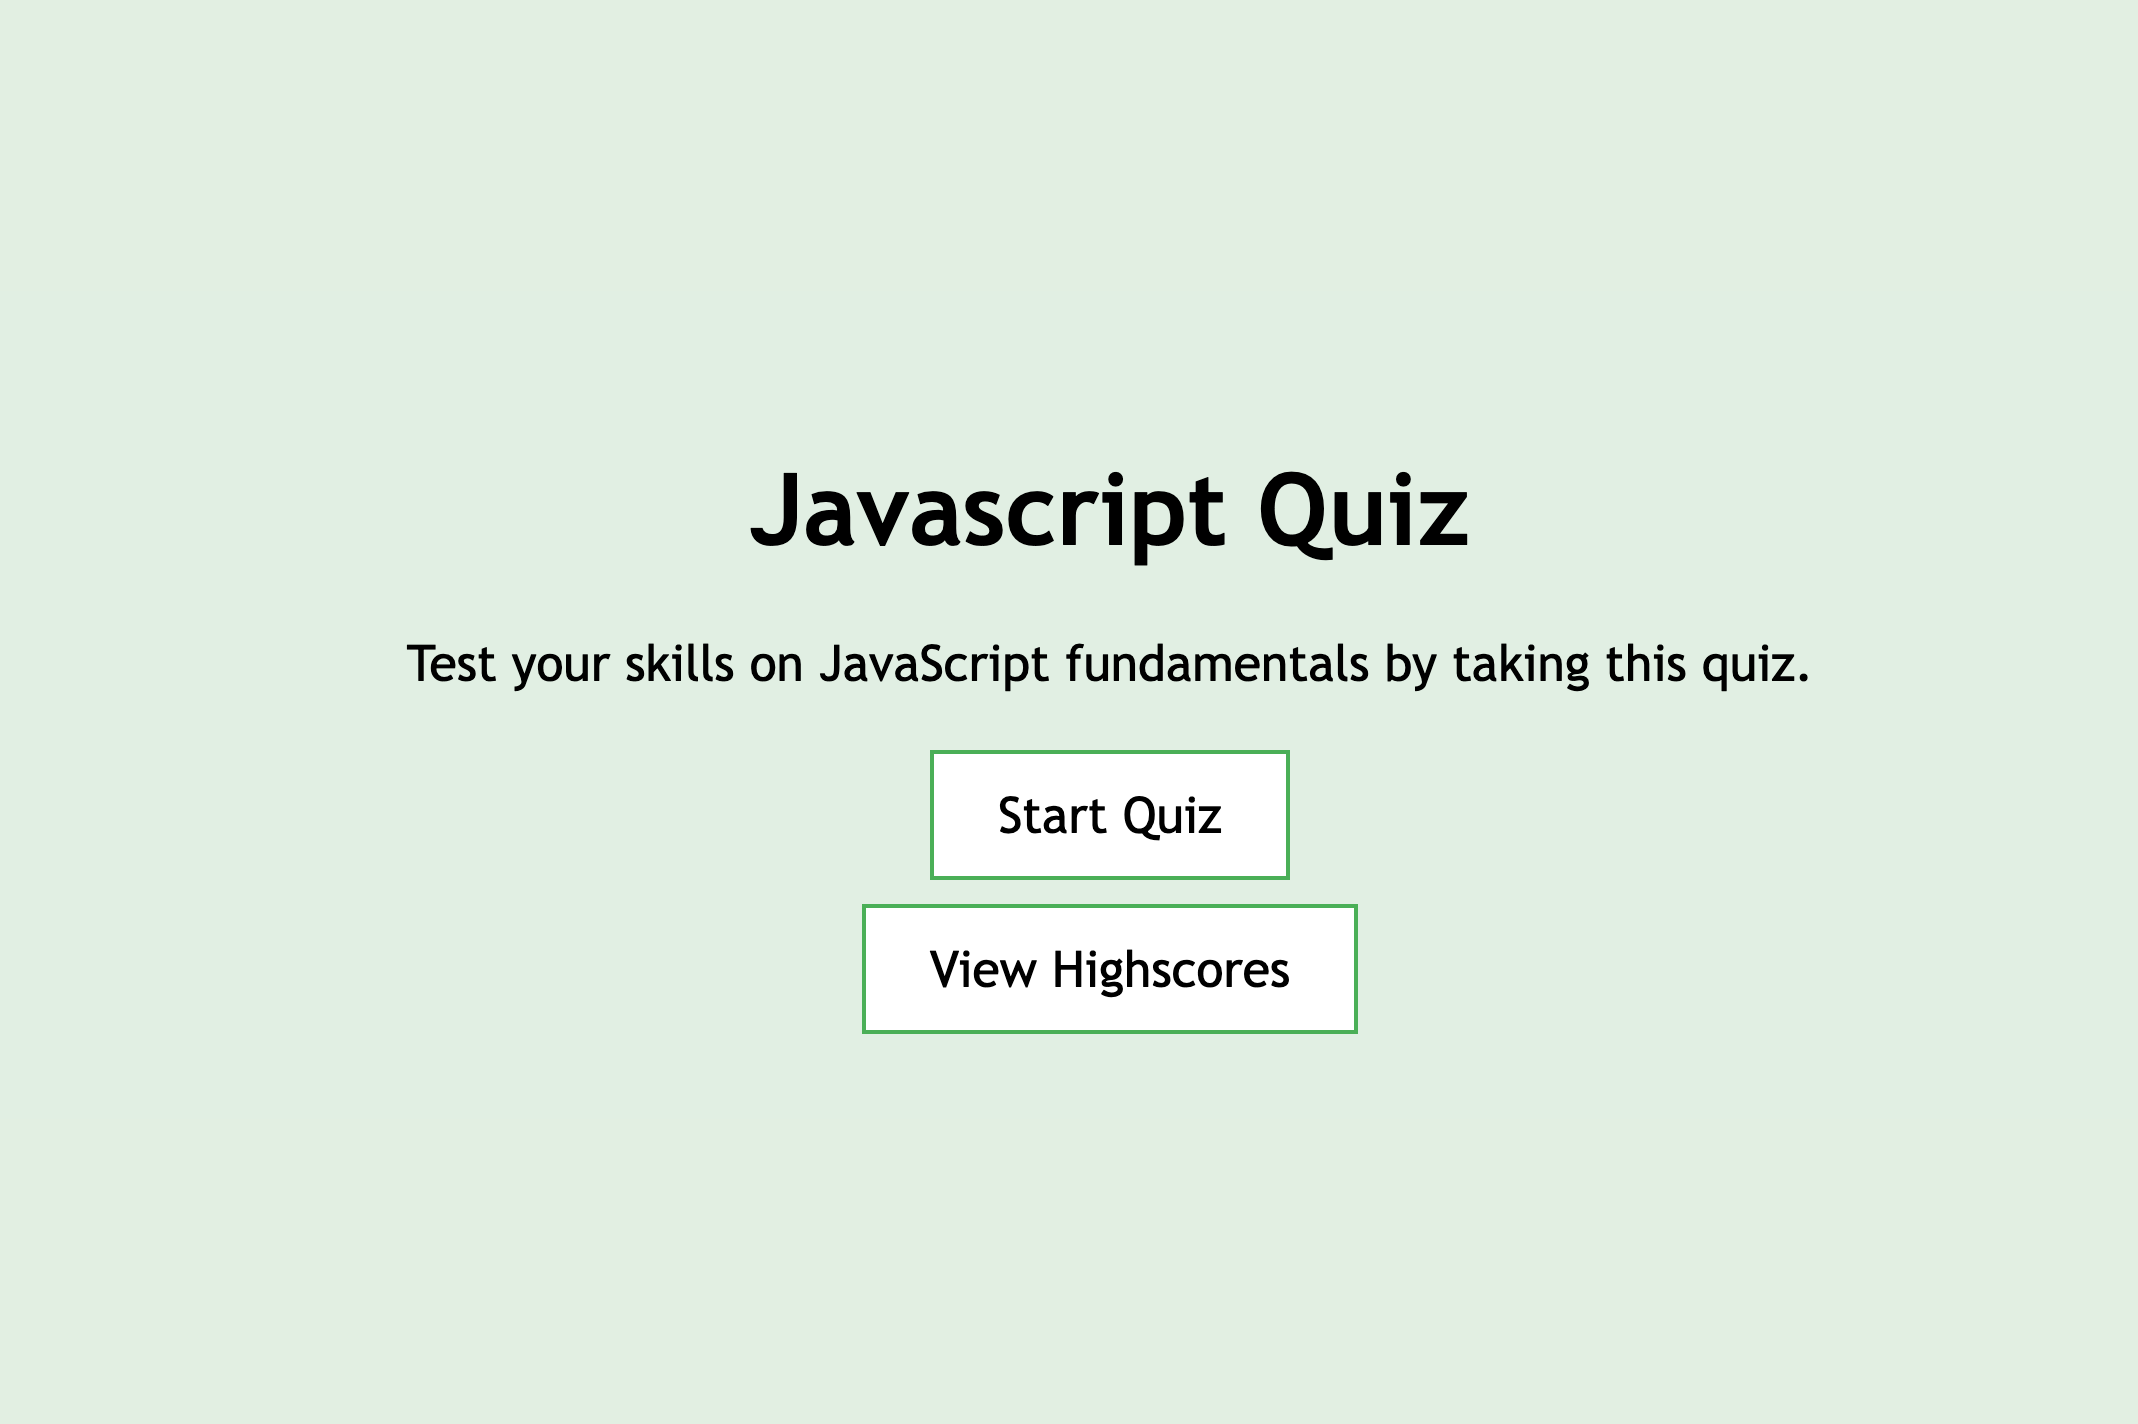 Javascript Quiz
Test your skills on JavaScript fundamentals by taking this quiz.
Start Quiz
View Highscores